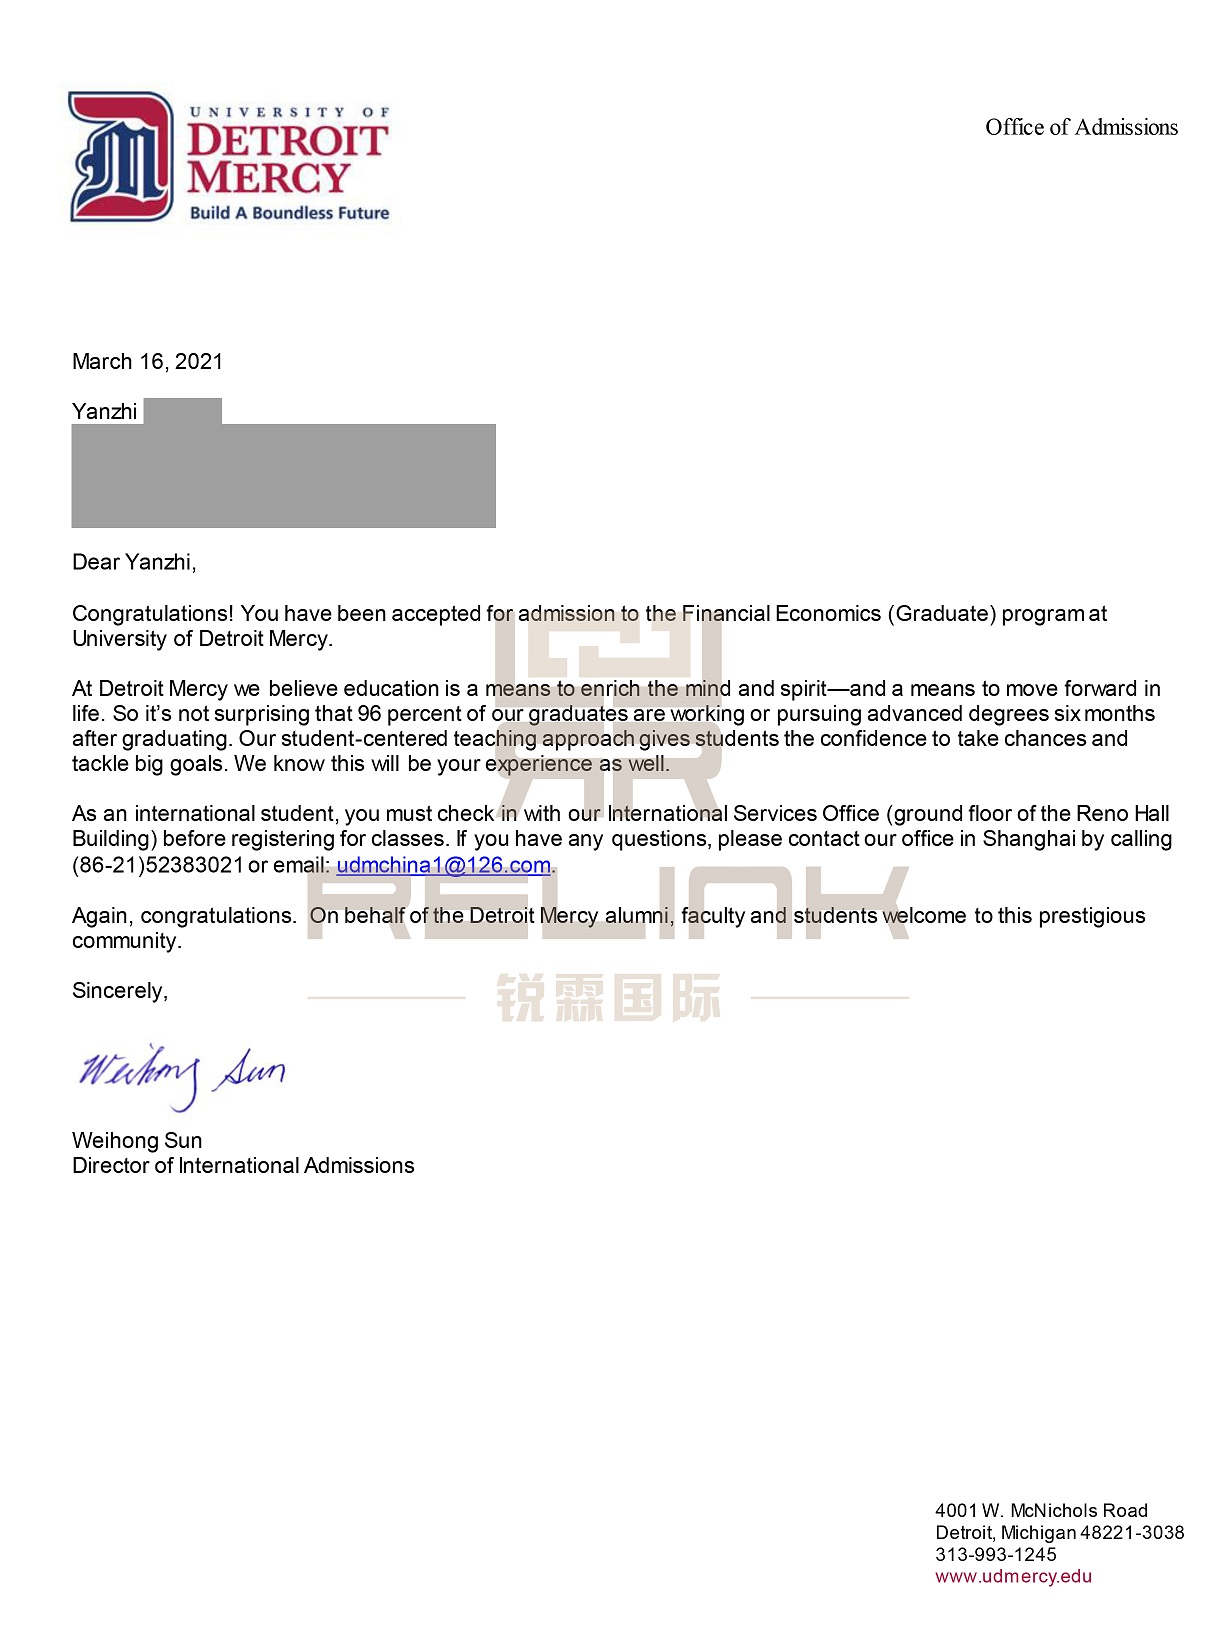 UNIVERSITY OF
DETROIT
MERCY
Build A Boundless Future
Office of Admissions
March 16, 2021
Yanzhi
Dear Yanzhi,
Congratulations! You have been accepted for admission to the Financial Economics (Graduate) program at
University of Detroit Mercy.
At Detroit Mercy we believe education is a means to enrich the mind and spirit—and a means to move forward in
life. So it’s not surprising that 96 percent of our graduates are working or pursuing advanced degrees six months
after graduating. Our student-centered teaching approach gives students the confidence to take chances and
tackle big goals. We know this will be your experience as well.
As an international student, you must check in with our International Services Office (ground floor of the Reno Hall
Building) before registering for classes. If you have any questions, please contact our office in Shanghai by calling
(86-21)52383021 or email: udmchina1@126.com.
RELINK
Again, congratulations. On behalf of the Detroit Mercy alumni, faculty and students welcome to this prestigious
community.
Sincerely,
锐霖国际
Weihong Sun
Weihong Sun
Director of International Admissions
4001 W. McNichols Road
Detroit, Michigan 48221-3038
313-993-1245
www.udmercy.edu